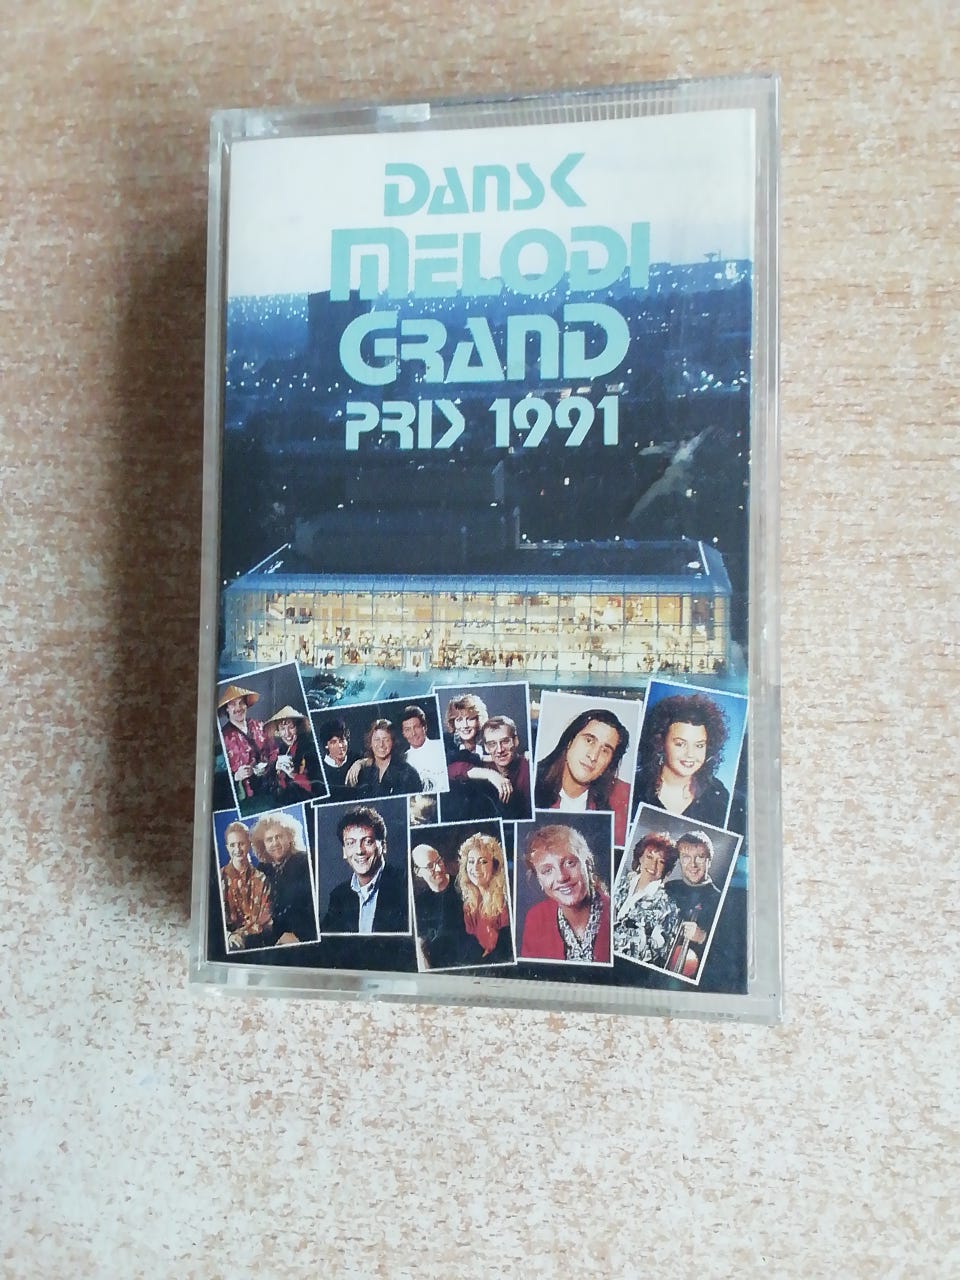 DANSK
MELODI
GRAND
PRIX 1991